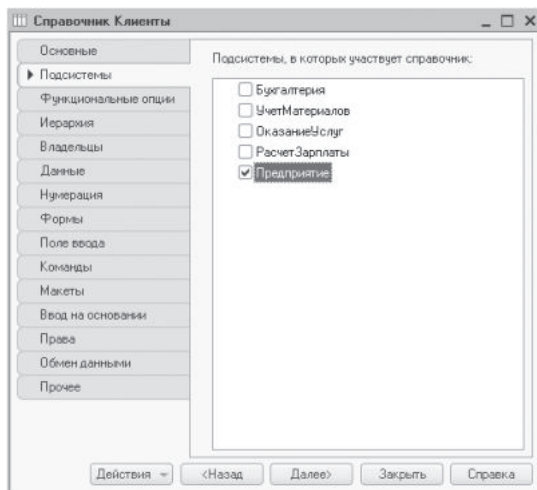 Справочник Клиенты
Основные
Подсистемы
Функциональные опции
Иерархия
Владельцы
Данные
Нумерация
Формы
Поле ввода
Команды
Макеты
Ввод на основании
Права
Обмен данными
Прочее
Подсистемы, в которых участвует справочник:
Бухгалтерия
УчетМатериалов
ОказаниеУслуг
РасчетЗарплаты
Предприятие
Действия
<Назад
Далее>
Закрыть
Справка